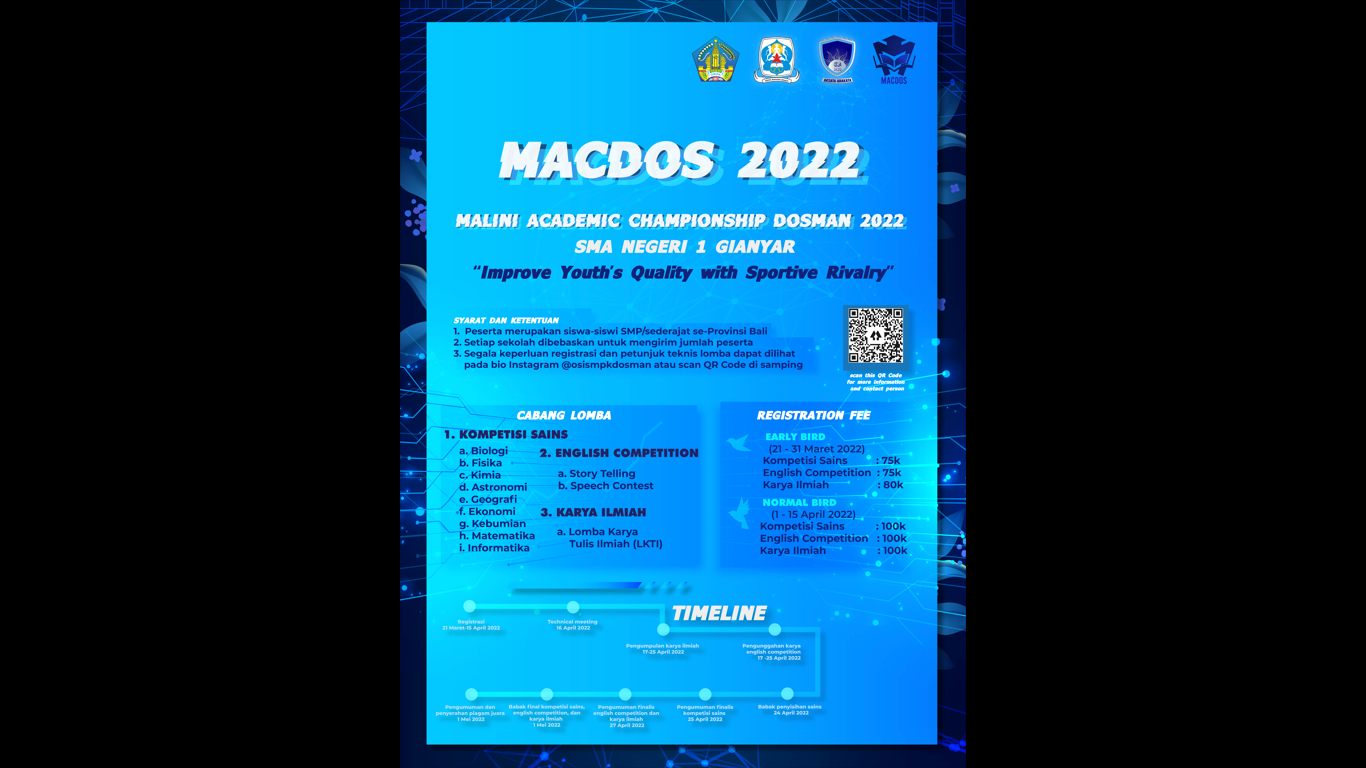 MACDOS
MACDOS 2022
MALINI ACADEMIC CHAMPIONSHIP DOSMAN 2022
SMA NEGERI 1 GIANYAR
“Improve Youth's Quality with Sportive Rivalry”
SYARAT DAN KETENTUAN
1. Peserta merupakan siswa-siswi SMP/sederajat se-Provinsi Bali
2. Setiap sekolah dibebaskan untuk mengirim jumlah peserta
3. Segala keperluan registrasi dan petunjuk teknis lomba dapat dilihat
pada bio Instagram @osismpkdosman atau scan QR Code di samping
scan this QR Code
for more information
and contact person
CABANG LOMBA
1. KOMPETISI SAINS
a. Biologi
b. Fisika
c. Kimia
d. Astronomi
e. Geografi
f. Ekonomi
g. Kebumian
h. Matematika
i. Informatika
2. ENGLISH COMPETITION
a. Story Telling
b. Speech Contest
3. KARYA ILMIAH
a. Lomba Karya
Tulis Ilmiah (LKTI)
REGISTRATION FEE
EARLY BIRD
(21 - 31 Maret 2022)
Kompetisi Sains : 75k
English Competition : 75k
Karya Ilmiah : 80k
NORMAL BIRD
(1 - 15 April 2022)
Kompetisi Sains : 100k
English Competition : 100k
Karya Ilmiah : 100k
TIMELINE
Registrasi
21 Maret-15 April 2022
Technical meeting
16 April 2022
Pengumpulan karya ilmiah
17-25 April 2022
Pengunggahan karya
english competition
17 -25 April 2022
Pengumuman dan
penyerahan piagam juara
1 Mei 2022
Babak final kompetisi sains,
english competition, dan
karya ilmiah
1 Mei 2022
Pengumuman finalis
english competition dan
karya ilmiah
27 April 2022
Pengumuman finalis
kompetisi sains
25 April 2022
Babak penyisihan sains
24 April 2022